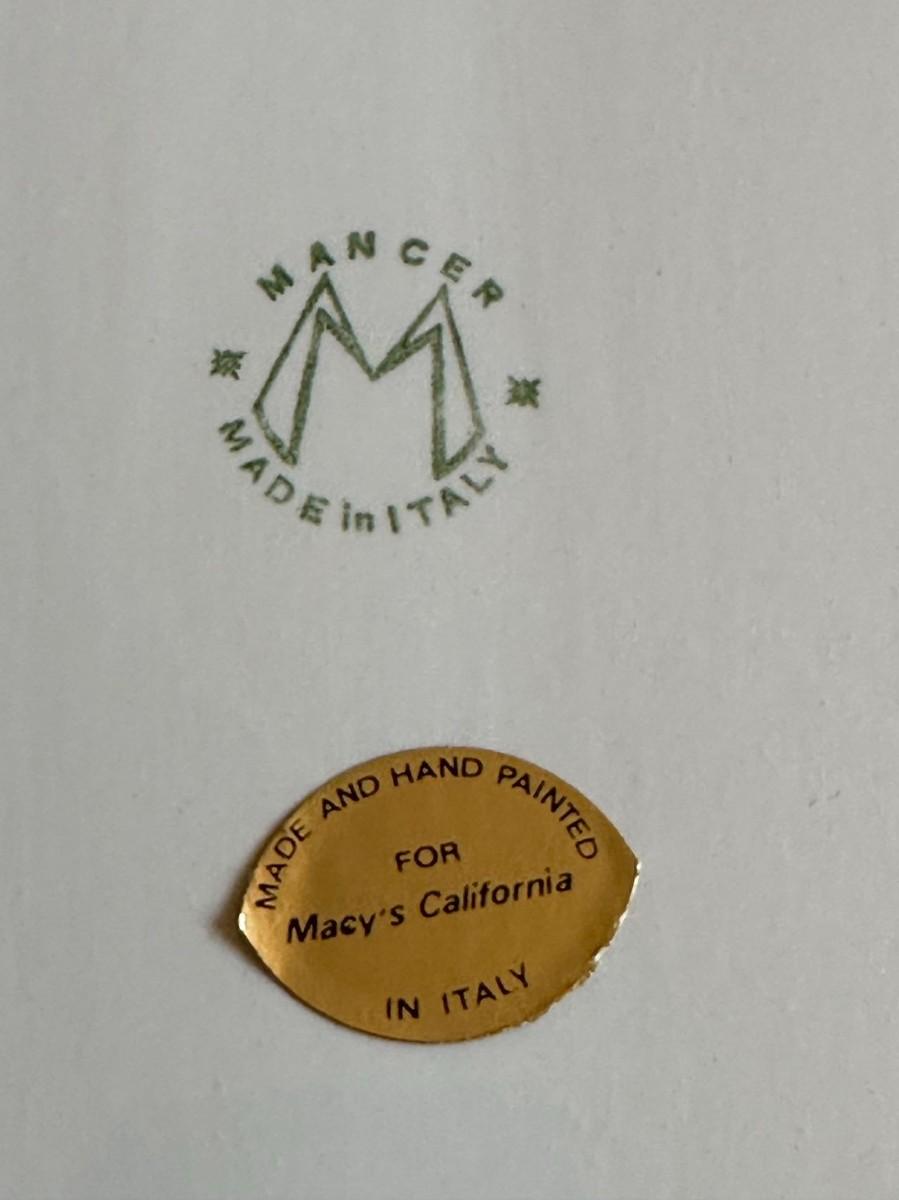 MANCER
MADE in ITALY
MADE AND HAND PAINTED
FOR
Macy's California
IN ITALY